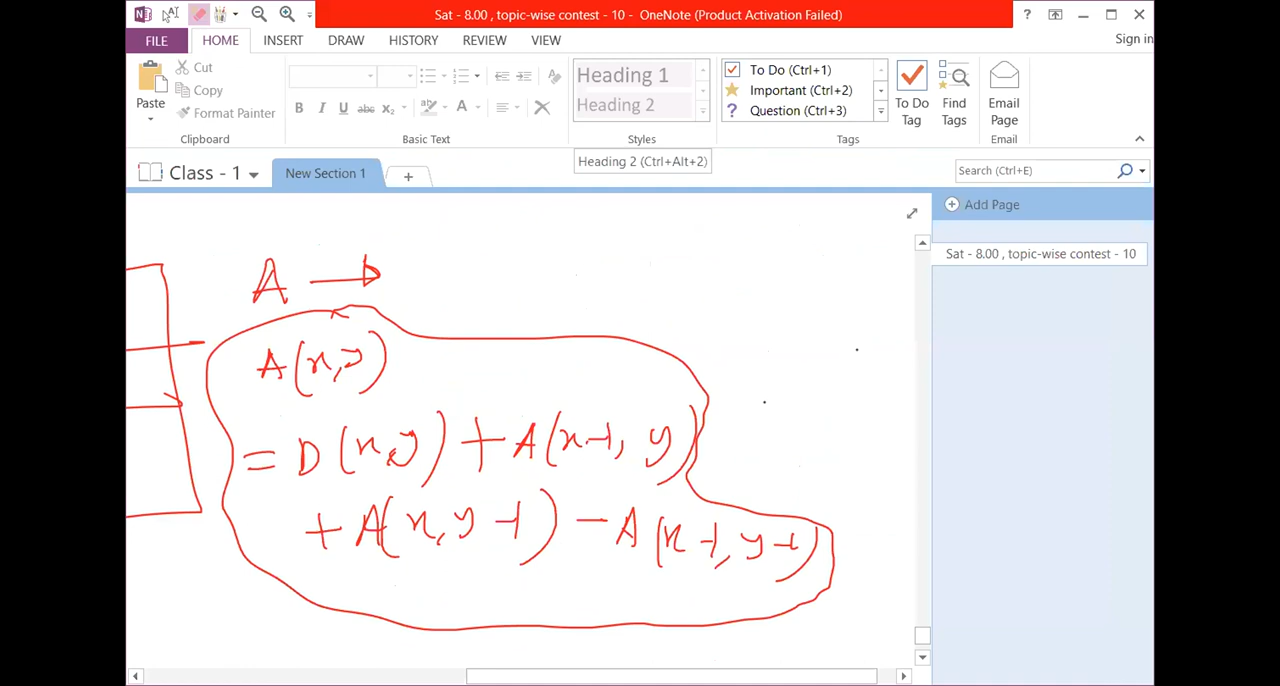 Sat - 8.00 , topic-wise contest - 10 - OneNote (Product Activation Failed)
?
FILE
HOME
INSERT
DRAW
HISTORY
REVIEW
VIEW
Sign in
Paste
Cut
Copy
Format Painter
Clipboard
B I U abc x₂ A
Basic Text
Heading 1
Heading 2
Styles
To Do (Ctrl+1)
Important (Ctrl+2)
? Question (Ctrl+3)
To Do Tag
Find Tags
Tags
Email Page
Email
Heading 2 (Ctrl+Alt+2)
Class - 1
New Section 1
+
Search (Ctrl+E)
Add Page
Sat - 8.00 , topic-wise contest - 10
A → D
A(x,y)
= D(x,y) + A(x-1, y)
+ A(x, y-1) - A(x-1, y-1)